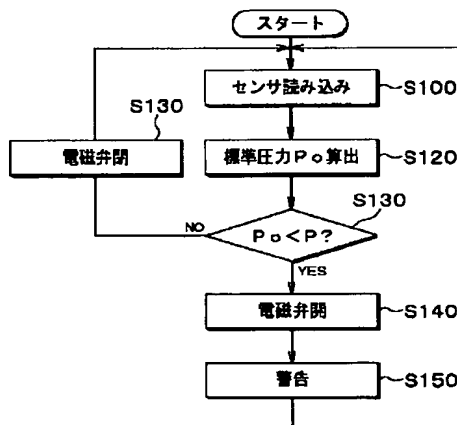 スタート
センサ読み込み
S100
S130
電磁弁閉
標準圧力Po算出
S120
S130
Po<P?
NO
YES
電磁弁開
S140
警告
S150